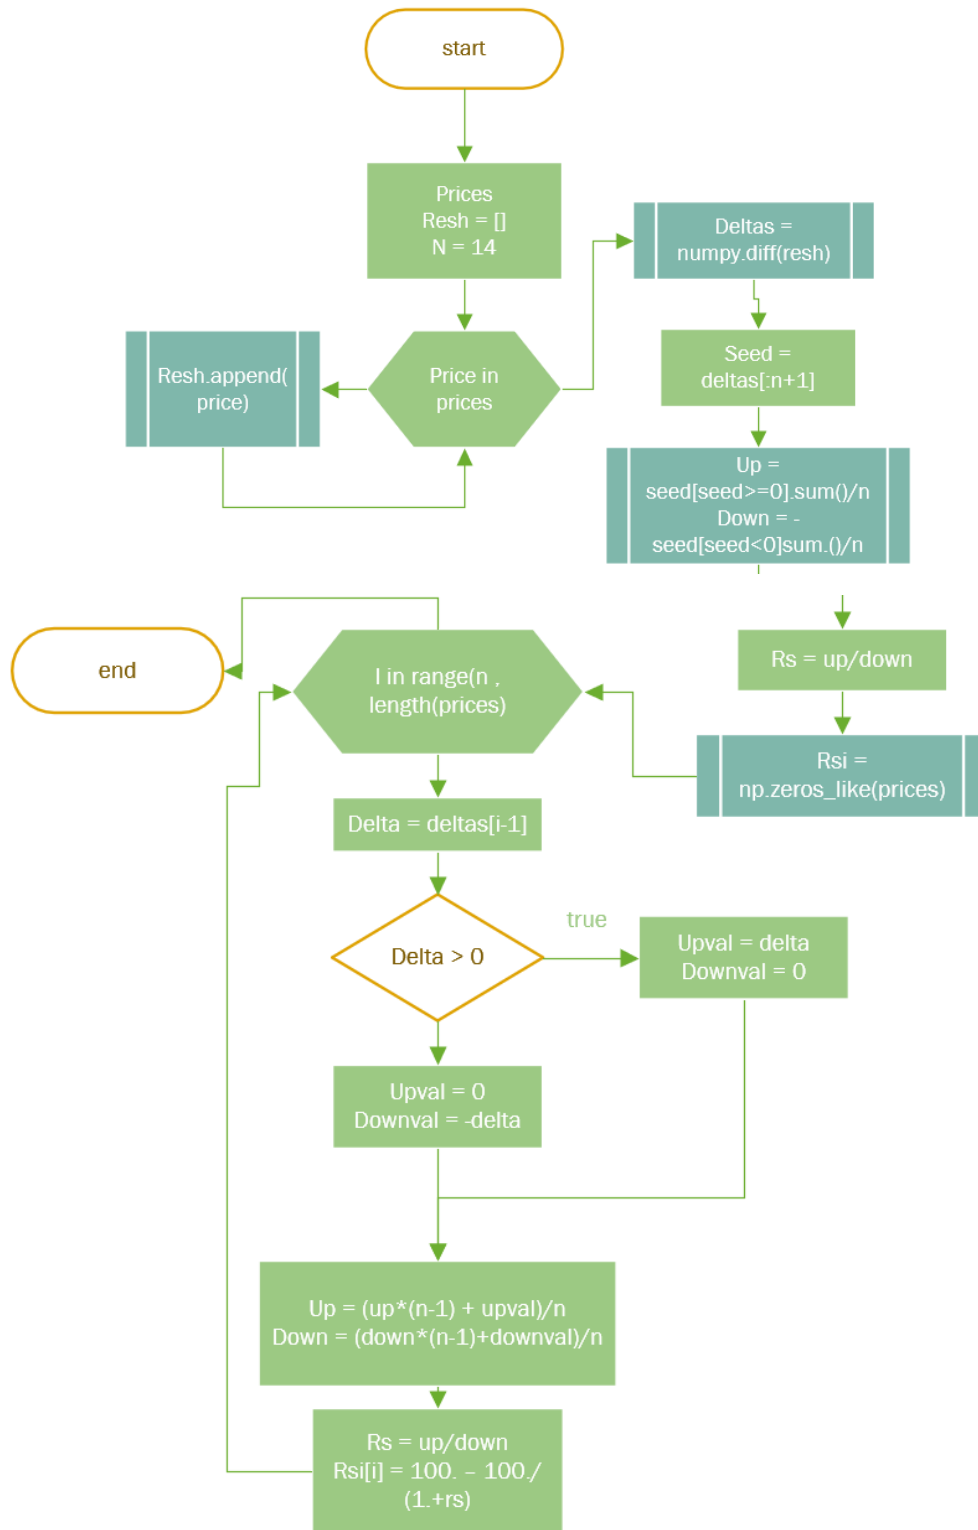 start
Prices
Resh = []
N = 14
Price in
prices
Resh.append(
price)
Deltas =
numpy.diff(resh)
Seed =
deltas[:n+1]
Up =
seed[seed>=0].sum()/n
Down = -
seed[seed<0]sum.()/n
Rs = up/down
Rsi =
np.zeros_like(prices)
I in range(n ,
length(prices)
end
Delta = deltas[i-1]
Delta > 0
true
Upval = delta
Downval = 0
Upval = 0
Downval = -delta
Up = (up*(n-1) + upval)/n
Down = (down*(n-1)+downval)/n
Rs = up/down
Rsi[i] = 100. – 100./
(1.+rs)